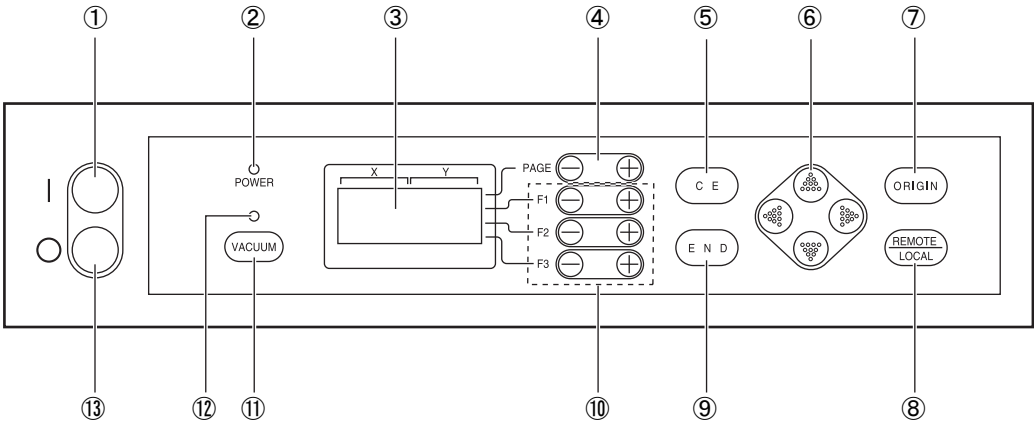 ① ② ③ ④ ⑤ ⑥ ⑦
X Y
POWER
PAGE
F1
F2
F3
C E
ORIGIN
VACUUM
E N D
REMOTE
LOCAL
⑬ ⑫ ⑪ ⑩ ⑨ ⑧